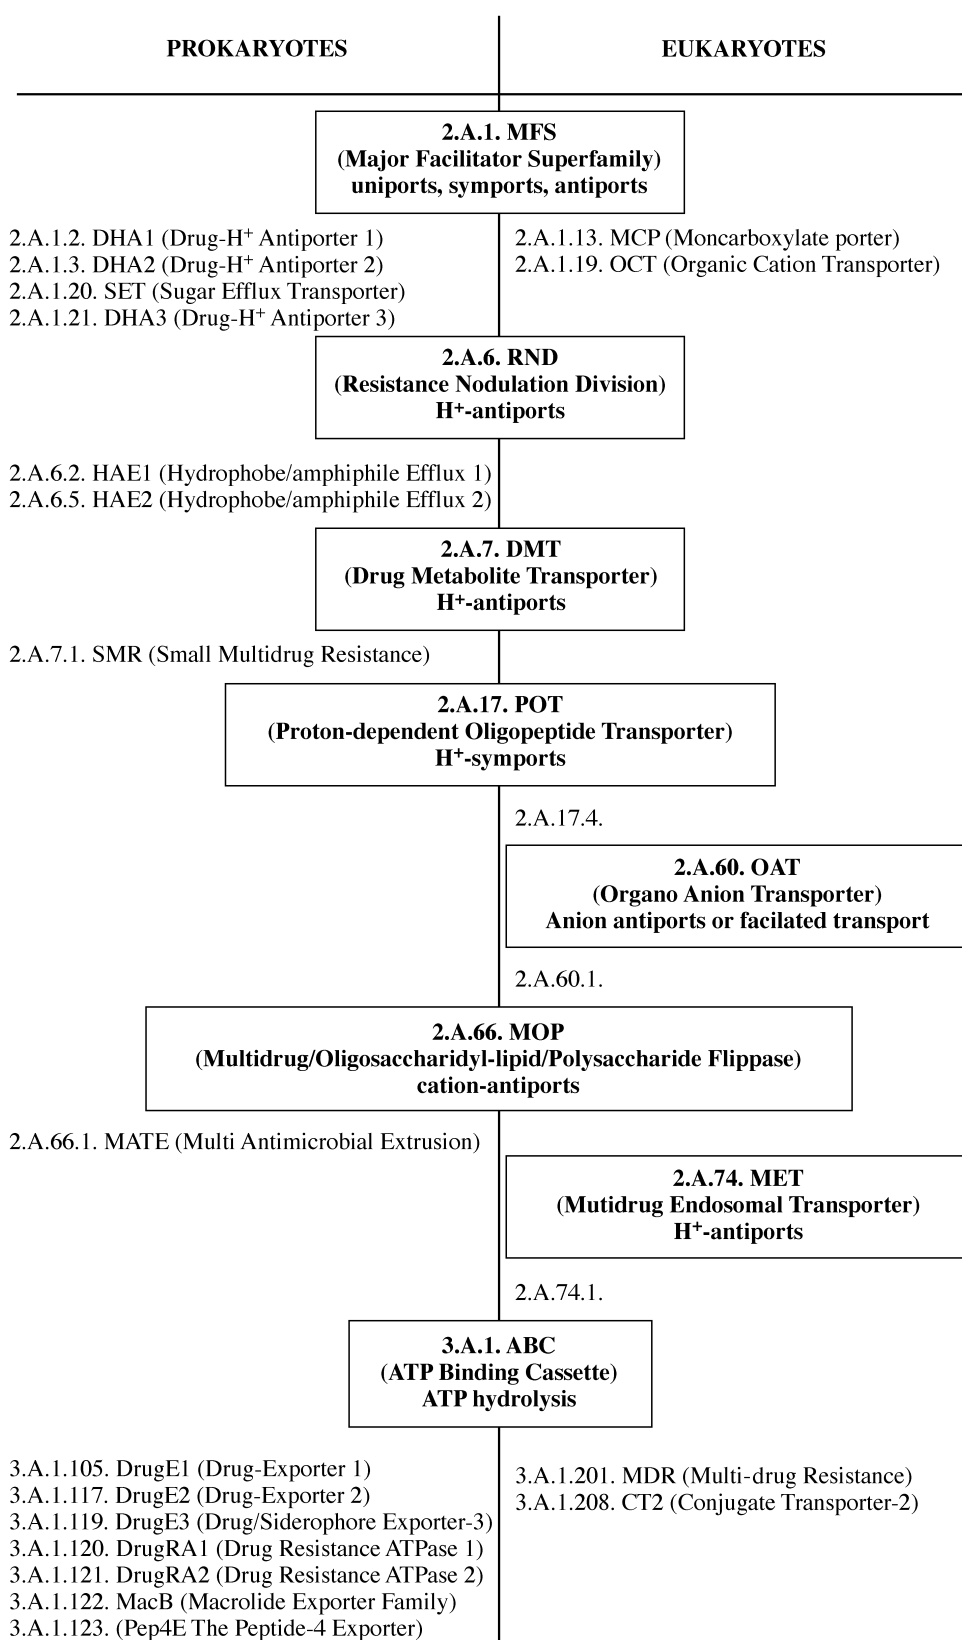 PROKARYOTES
EUKARYOTES
2.A.1. MFS
(Major Facilitator Superfamily)
uniports, symports, antiports
2.A.1.2. DHA1 (Drug-H⁺ Antiporter 1)
2.A.1.3. DHA2 (Drug-H⁺ Antiporter 2)
2.A.1.20. SET (Sugar Efflux Transporter)
2.A.1.21. DHA3 (Drug-H⁺ Antiporter 3)
2.A.1.13. MCP (Moncarboxylate porter)
2.A.1.19. OCT (Organic Cation Transporter)
2.A.6. RND
(Resistance Nodulation Division)
H⁺-antiports
2.A.6.2. HAE1 (Hydrophobe/amphiphile Efflux 1)
2.A.6.5. HAE2 (Hydrophobe/amphiphile Efflux 2)
2.A.7. DMT
(Drug Metabolite Transporter)
H⁺-antiports
2.A.7.1. SMR (Small Multidrug Resistance)
2.A.17. POT
(Proton-dependent Oligopeptide Transporter)
H⁺-symports
2.A.17.4.
2.A.60. OAT
(Organo Anion Transporter)
Anion antiports or facilated transport
2.A.60.1.
2.A.66. MOP
(Multidrug/Oligosaccharidyl-lipid/Polysaccharide Flippase)
cation-antiports
2.A.66.1. MATE (Multi Antimicrobial Extrusion)
2.A.74. MET
(Mutidrug Endosomal Transporter)
H⁺-antiports
2.A.74.1.
3.A.1. ABC
(ATP Binding Cassette)
ATP hydrolysis
3.A.1.105. DrugE1 (Drug-Exporter 1)
3.A.1.117. DrugE2 (Drug-Exporter 2)
3.A.1.119. DrugE3 (Drug/Siderophore Exporter-3)
3.A.1.120. DrugRA1 (Drug Resistance ATPase 1)
3.A.1.121. DrugRA2 (Drug Resistance ATPase 2)
3.A.1.122. MacB (Macrolide Exporter Family)
3.A.1.123. (Pep4E The Peptide-4 Exporter)
3.A.1.201. MDR (Multi-drug Resistance)
3.A.1.208. CT2 (Conjugate Transporter-2)